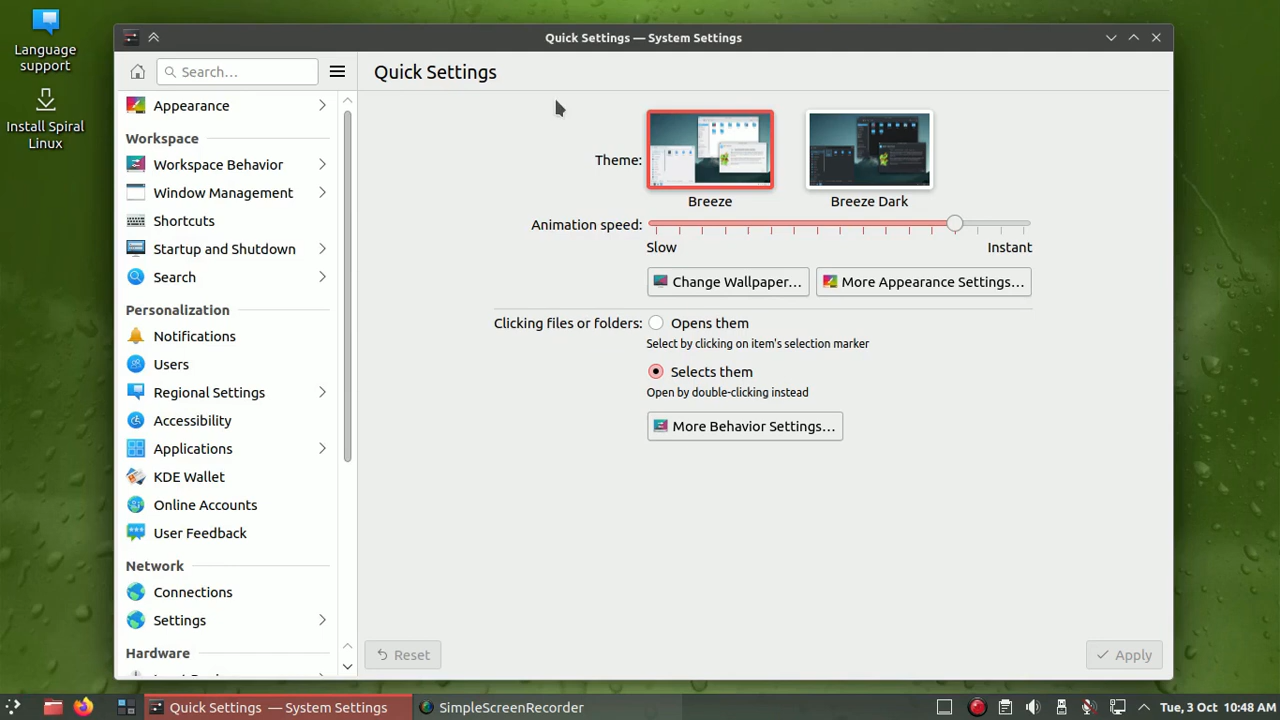 Language
support
Install Spiral
Linux
Quick Settings — System Settings
Search...
Quick Settings
Appearance
Workspace
Workspace Behavior
Window Management
Shortcuts
Startup and Shutdown
Search
Personalization
Notifications
Users
Regional Settings
Accessibility
Applications
KDE Wallet
Online Accounts
User Feedback
Network
Connections
Settings
Hardware
Theme:
Breeze
Breeze Dark
Animation speed:
Slow
Instant
Change Wallpaper...
More Appearance Settings...
Clicking files or folders:
Opens them
Select by clicking on item's selection marker
Selects them
Open by double-clicking instead
More Behavior Settings...
Reset
Apply
Quick Settings — System Settings
SimpleScreenRecorder
Tue, 3 Oct
10:48 AM